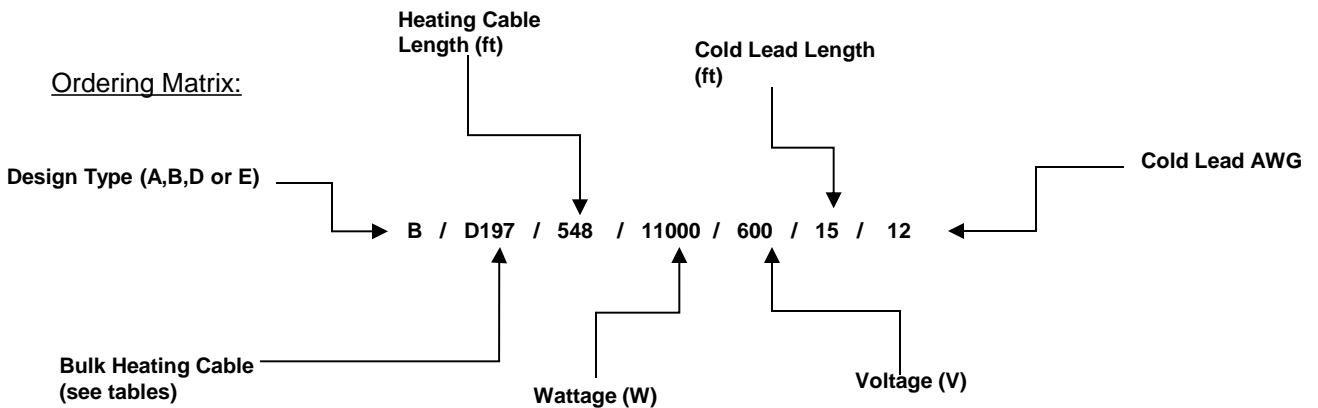 Heating Cable
Length (ft)
Cold Lead Length
(ft)
Ordering Matrix:
Design Type (A,B,D or E)
Cold Lead AWG
B / D197 / 548 / 11000 / 600 / 15 / 12
Bulk Heating Cable
(see tables)
Wattage (W)
Voltage (V)